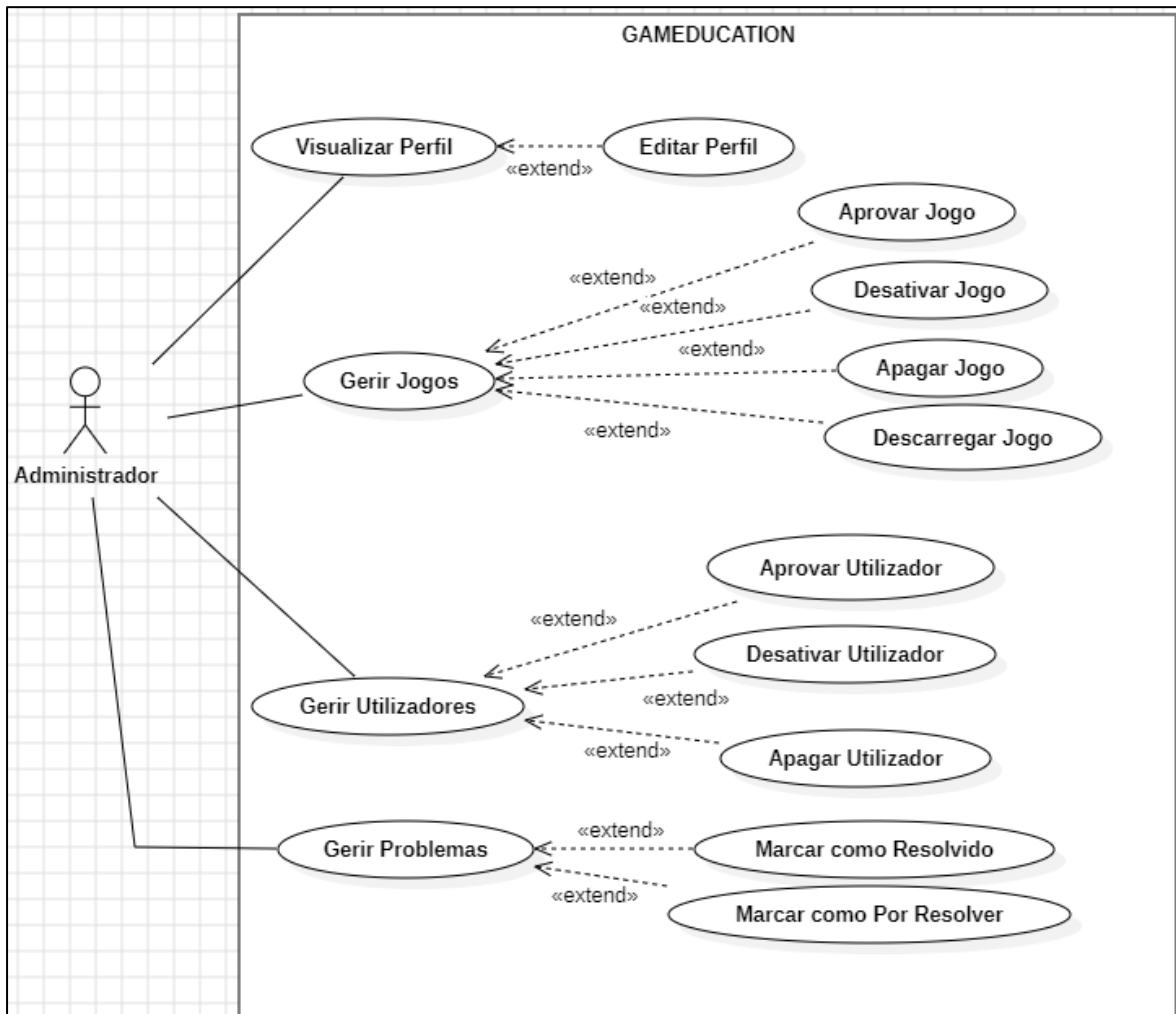 GAMEDUCATION
Visualizar Perfil
«extend»
Editar Perfil
Aprovar Jogo
«extend»
Desativar Jogo
«extend»
«extend»
Gerir Jogos
Apagar Jogo
«extend»
Descarregar Jogo
Administrador
Aprovar Utilizador
«extend»
Desativar Utilizador
«extend»
Gerir Utilizadores
«extend»
Apagar Utilizador
«extend»
Gerir Problemas
Marcar como Resolvido
«extend»
Marcar como Por Resolver